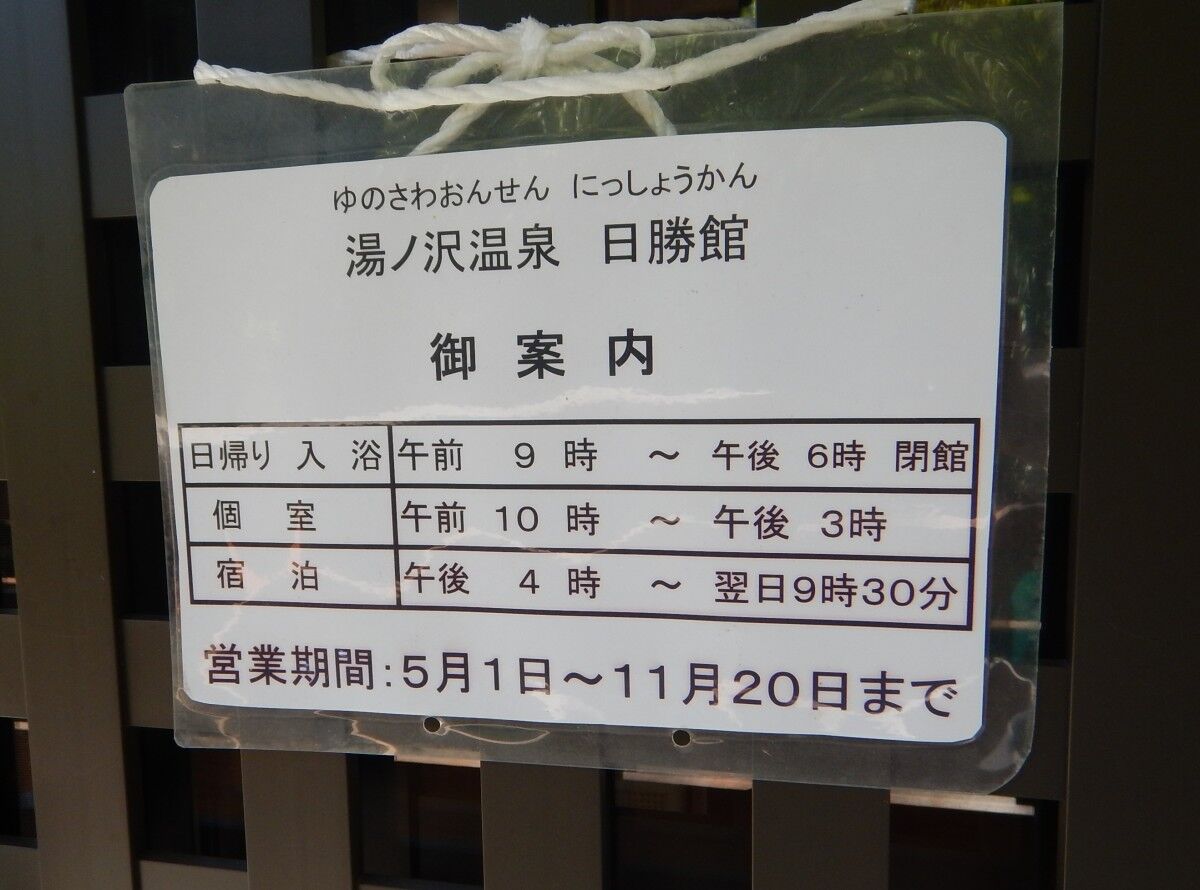 ゆのさわおんせん にっしょうかん
湯ノ沢温泉 日勝館
御案内
日帰り 入 浴 午前 9 時 ～ 午後 6時 閉館
個 室 午前 10 時 ～ 午後 3時
宿 泊 午後 4 時 ～ 翌日9時30分
営業期間:5月1日～11月20日まで